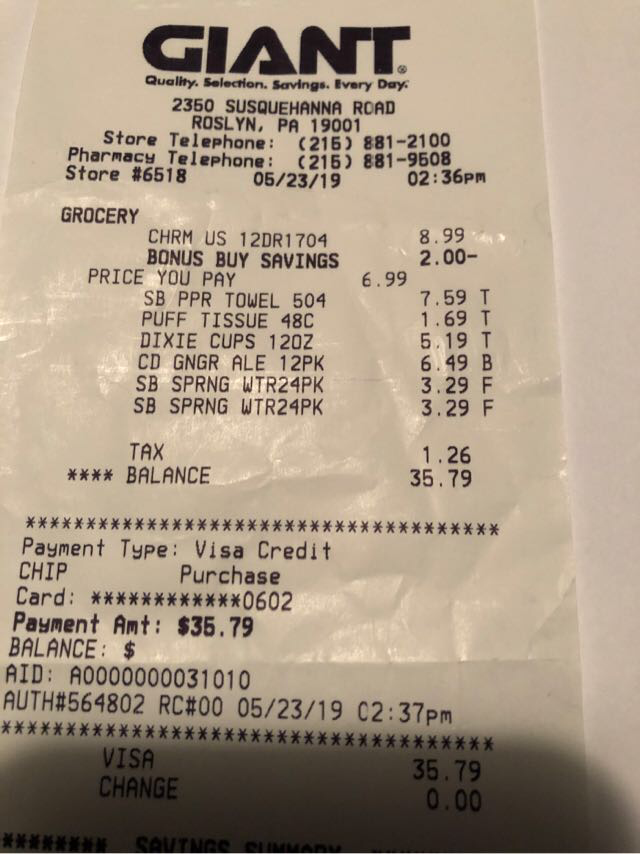 GIANT®
Quality. Selection. Savings. Every Day.
2350 SUSQUEHANNA ROAD
ROSLYN, PA 19001
Store Telephone: (215) 881-2100
Pharmacy Telephone: (215) 881-9508
Store #6518 05/23/19 02:36pm
GROCERY
CHRM US 12DR1704 8.99
BONUS BUY SAVINGS 2.00-
PRICE YOU PAY 6.99
SB PPR TOWEL 504 7.59 T
PUFF TISSUE 48C 1.69 T
DIXIE CUPS 12OZ 5.19 T
CD GNGR ALE 12PK 6.49 B
SB SPRNG WTR24PK 3.29 F
SB SPRNG WTR24PK 3.29 F
TAX 1.26
**** BALANCE 35.79
***************************************
Payment Type: Visa Credit
CHIP Purchase
Card: ************0602
Payment Amt: $35.79
BALANCE: $
AID: A0000000031010
AUTH#564802 RC#00 05/23/19 02:37pm
***************************************
VISA 35.79
CHANGE 0.00
******** SAVINGS SUMMARY